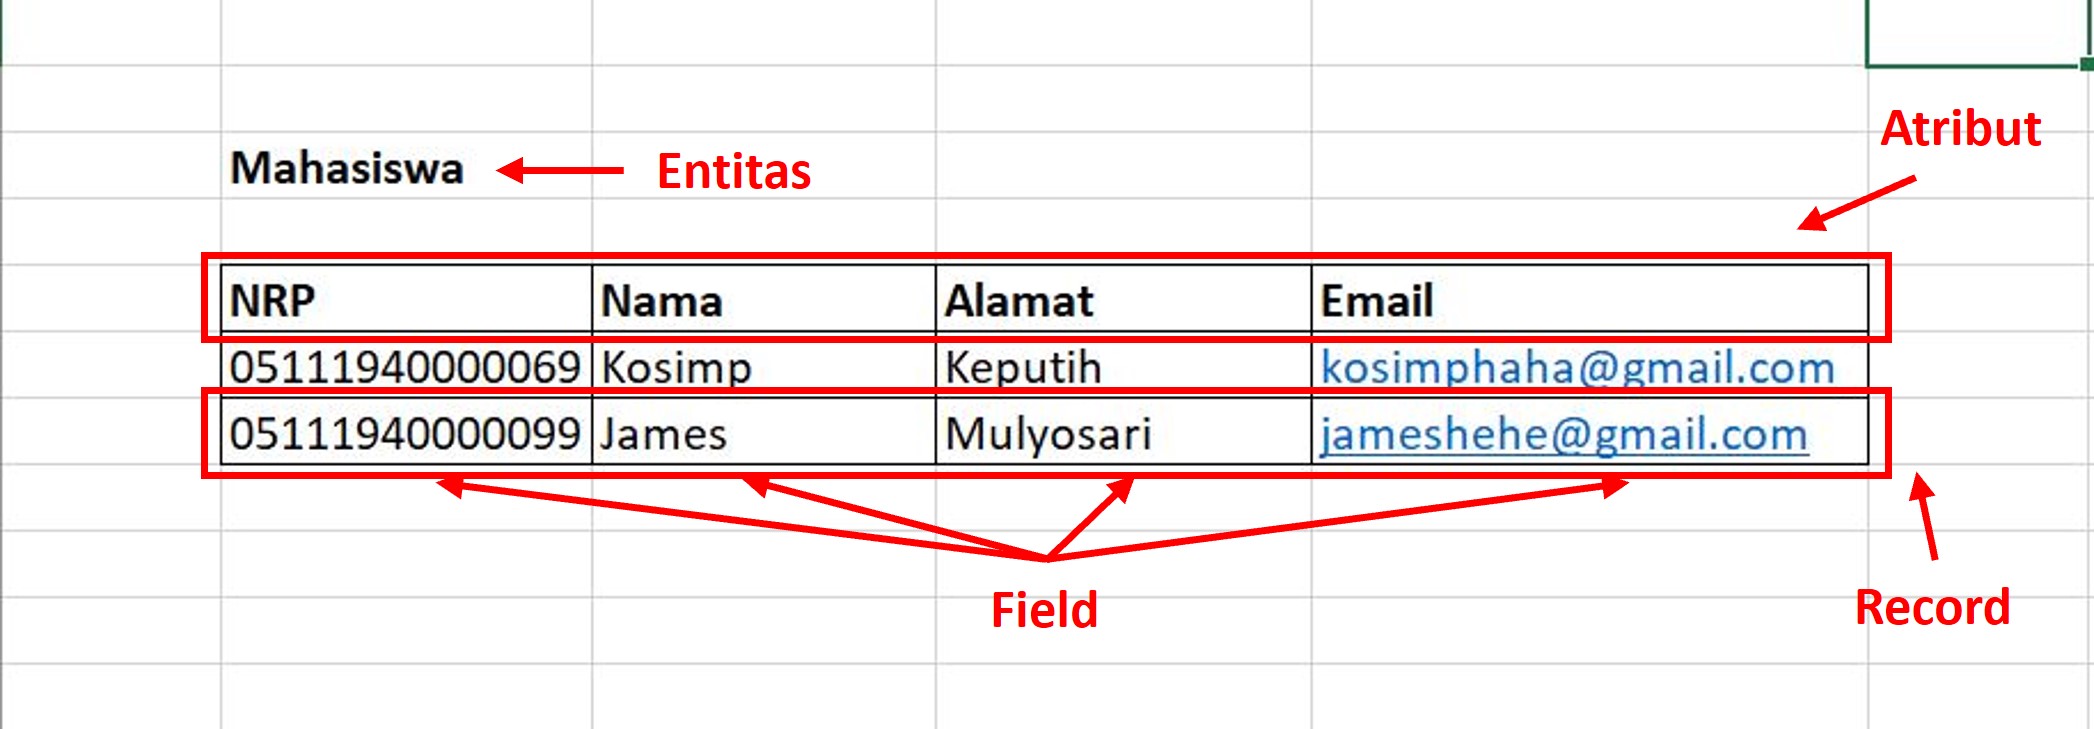 Atribut
Mahasiswa Entitas
NRP Nama Alamat Email
05111940000069 Kosimp Keputih kosimphaha@gmail.com
05111940000099 James Mulyosari jameshehe@gmail.com
Field Record